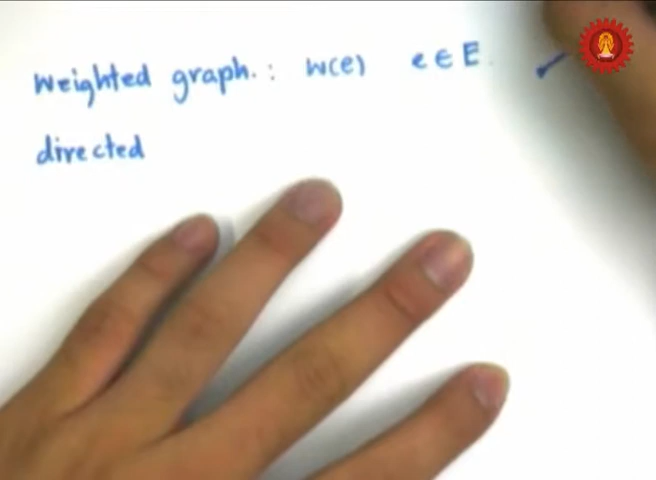 Weighted graph. : w(e) e ∈ E.
directed